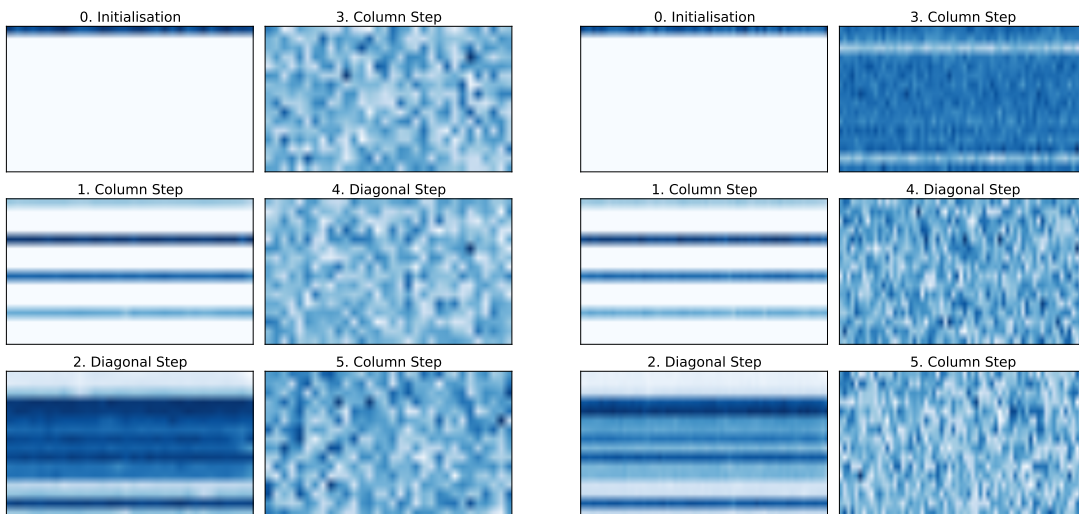 0. Initialisation
3. Column Step
0. Initialisation
3. Column Step
1. Column Step
4. Diagonal Step
1. Column Step
4. Diagonal Step
2. Diagonal Step
5. Column Step
2. Diagonal Step
5. Column Step